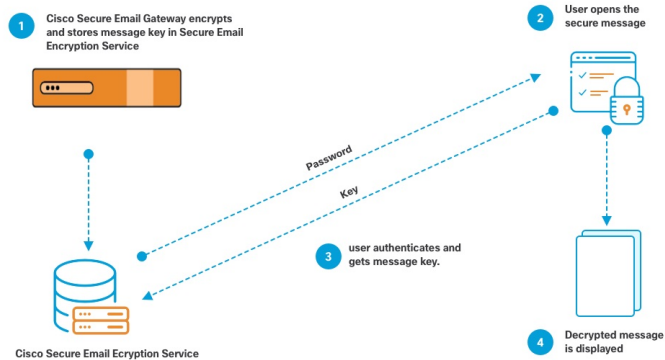 1
Cisco Secure Email Gateway encrypts
and stores message key in Secure Email
Encryption Service
2
User opens the
secure message
Password
Key
3
user authenticates and
gets message key.
Cisco Secure Email Ecryption Service
4
Decrypted message
is displayed